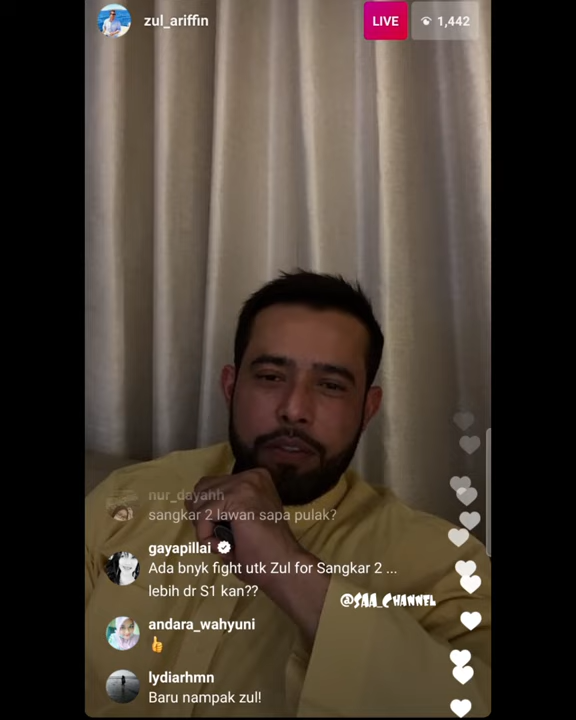 zul_ariffin
LIVE
1,442
nur_dayahh
sangkar 2 lawan sapa pulak?
gayapillai
Ada bnyk fight utk Zul for Sangkar 2 ...
lebih dr S1 kan??
@SAA_CHANNEL
andara_wahyuni
👍
lydiarhmn
Baru nampak zul!